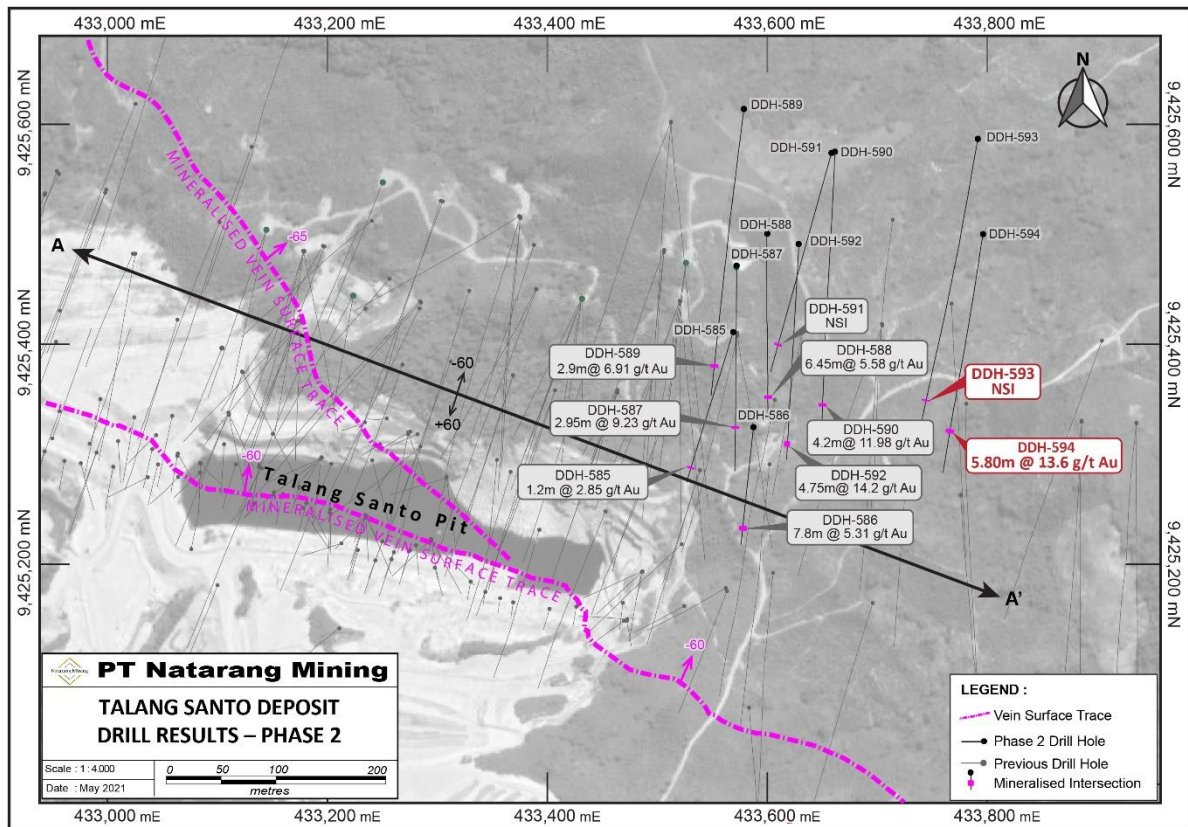 433,000 mE
433,200 mE
433,400 mE
433,600 mE
433,800 mE
N
9,425,600 mN
9,425,600 mN
DDH-589
DDH-593
DDH-591
DDH-590
DDH-588
DDH-592
DDH-594
DDH-587
A
-65
MINERALISED VEIN SURFACE TRACE
DDH-585
DDH-591
NSI
9,425,400 mN
9,425,400 mN
-60
+60
DDH-589
2.9m@ 6.91 g/t Au
DDH-588
6.45m@ 5.58 g/t Au
DDH-593
NSI
DDH-587
2.95m @ 9.23 g/t Au
DDH-586
DDH-590
4.2m@ 11.98 g/t Au
DDH-594
5.80m @ 13.6 g/t Au
-60
Talang Santo Pit
MINERALISED VEIN SURFACE TRACE
DDH-585
1.2m @ 2.85 g/t Au
DDH-592
4.75m @ 14.2 g/t Au
DDH-586
7.8m @ 5.31 g/t Au
9,425,200 mN
9,425,200 mN
A'
-60
Natarang Mining
PT Natarang Mining
TALANG SANTO DEPOSIT
DRILL RESULTS – PHASE 2
Scale : 1 : 4.000
Date : May 2021
0 50 100 200
metres
LEGEND :
Vein Surface Trace
Phase 2 Drill Hole
Previous Drill Hole
Mineralised Intersection
433,000 mE
433,200 mE
433,400 mE
433,600 mE
433,800 mE